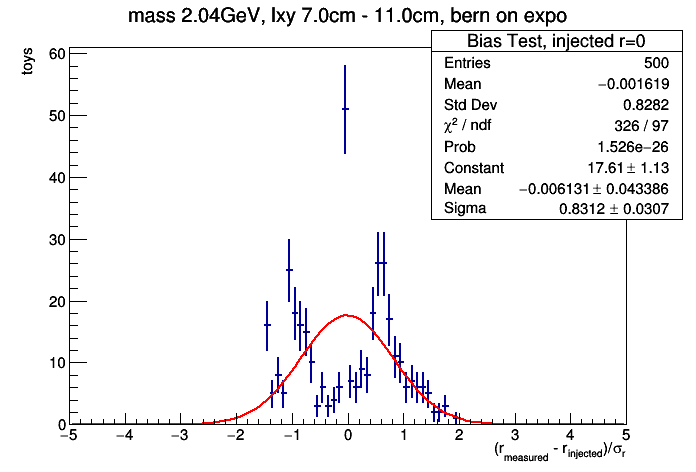 mass 2.04GeV, lxy 7.0cm - 11.0cm, bern on expo
Bias Test, injected r=0
Entries 500
Mean −0.001619
Std Dev 0.8282
χ² / ndf 326 / 97
Prob 1.526e−26
Constant 17.61 ± 1.13
Mean −0.006131 ± 0.043386
Sigma 0.8312 ± 0.0307
toys
60
50
40
30
20
10
0
−5 −4 −3 −2 −1 0 1 2 3 4 5
(r_measured - r_injected)/σ_r